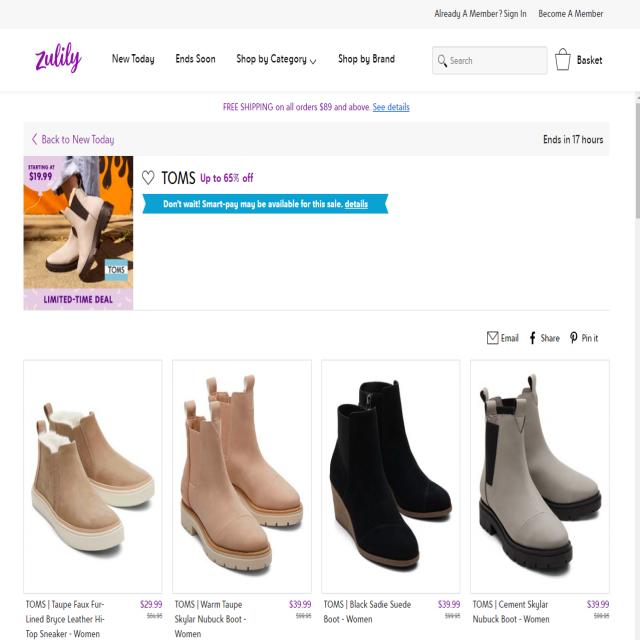 Already A Member? Sign In Become A Member
zulily New Today Ends Soon Shop by Category Shop by Brand Search Basket
FREE SHIPPING on all orders $89 and above. See details
Back to New Today Ends in 17 hours
STARTING AT
$19.99
TOMS
LIMITED-TIME DEAL
TOMS Up to 65% off
Don't wait! Smart-pay may be available for this sale. details
Email Share Pin it
TOMS | Taupe Faux Fur-
Lined Bryce Leather Hi-
Top Sneaker - Women
$29.99
TOMS | Warm Taupe
Skylar Nubuck Boot -
Women
$39.99
$99.95
TOMS | Black Sadie Suede
Boot - Women
$39.99
$99.95
TOMS | Cement Skylar
Nubuck Boot - Women
$39.99
$99.95